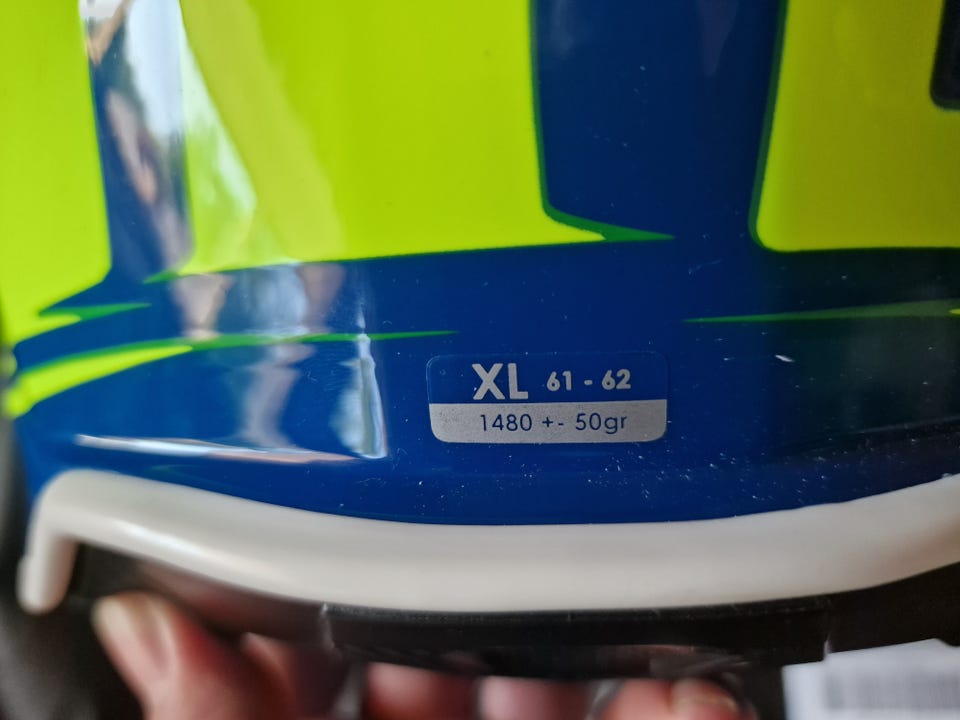 XL 61 - 62
1480 +- 50gr